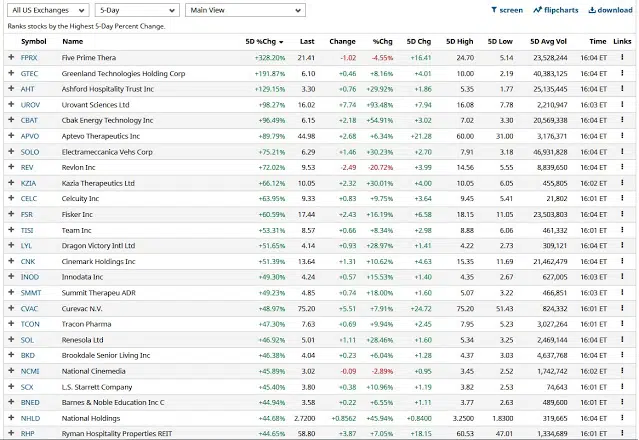 All US Exchanges 5-Day Main View screen flipcharts download
Ranks stocks by the Highest 5-Day Percent Change.
Symbol Name 5D %Chg Last Change %Chg 5D Chg 5D High 5D Low 5D Avg Vol Time Links
FPRX Five Prime Thera +328.20% 21.41 -1.02 -4.55% +16.41 24.70 5.14 23,528,244 16:04 ET
GTEC Greenland Technologies Holding Corp +191.87% 6.10 +0.46 +8.16% +4.01 10.00 2.19 40,383,125 16:04 ET
AHT Ashford Hospitality Trust Inc +129.15% 3.30 +0.76 +29.92% +1.86 5.35 1.77 25,135,445 16:04 ET
UROV Urovant Sciences Ltd +98.27% 16.02 +7.74 +93.48% +7.94 16.08 7.78 2,210,947 16:03 ET
CBAT Cbak Energy Technology Inc +96.49% 6.15 +2.18 +54.91% +3.02 7.02 3.30 20,569,338 16:04 ET
APVO Aptevo Therapeutics Inc +89.79% 44.98 +2.68 +6.34% +21.28 60.00 31.00 3,176,371 16:04 ET
SOLO Electrameccanica Vehs Corp +75.21% 6.29 +1.46 +30.23% +2.70 7.91 3.18 46,931,828 16:04 ET
REV Revlon Inc +72.02% 9.53 -2.49 -20.72% +3.99 14.56 5.55 8,839,650 16:04 ET
KZIA Kazia Therapeutics Ltd +66.12% 10.05 +2.32 +30.01% +4.00 10.05 6.05 455,805 16:02 ET
CELC Celcuity Inc +63.95% 9.33 +0.83 +9.75% +3.64 9.45 5.41 21,802 16:01 ET
FSR Fisker Inc +60.59% 17.44 +2.43 +16.19% +6.58 18.15 11.05 23,503,803 16:04 ET
TISI Team Inc +53.31% 8.57 +0.66 +8.34% +2.98 8.88 6.06 461,332 16:01 ET
LYL Dragon Victory Intl Ltd +51.65% 4.14 +0.93 +28.97% +1.41 4.22 2.73 309,121 16:04 ET
CNK Cinemark Holdings Inc +51.39% 13.64 +1.31 +10.62% +4.63 15.35 11.69 21,462,479 16:04 ET
INOD Innodata Inc +49.30% 4.24 +0.57 +15.53% +1.40 4.35 2.67 627,005 16:03 ET
SMMT Summit Therapeu ADR +49.23% 4.85 +0.74 +18.00% +1.60 5.07 3.22 466,851 16:03 ET
CVAC Curevac N.V. +48.97% 75.20 +5.51 +7.91% +24.72 75.20 51.43 824,332 16:01 ET
TCON Tracon Pharma +47.30% 7.63 +0.69 +9.94% +2.45 7.95 5.23 3,027,264 16:01 ET
SOL Renesola Ltd +46.92% 5.01 +1.11 +28.46% +1.60 5.34 3.25 2,469,144 16:04 ET
BKD Brookdale Senior Living Inc +46.38% 4.04 +0.23 +6.04% +1.28 4.37 3.03 4,637,768 16:04 ET
NCMI National Cinemedia +45.89% 3.02 -0.09 -2.89% +0.95 3.45 2.52 1,742,742 16:02 ET
SCX L.S. Starrett Company +45.40% 3.80 +0.38 +10.96% +1.19 3.82 2.53 74,643 16:01 ET
BNED Barnes & Noble Education Inc C +44.94% 3.58 +0.22 +6.55% +1.11 3.77 2.63 489,600 16:01 ET
NHLD National Holdings +44.68% 2.7200 +0.8562 +45.94% +0.8400 3.2500 1.8300 319,665 16:04 ET
RHP Ryman Hospitality Properties REIT +44.65% 58.80 +3.87 +7.05% +18.15 60.53 47.01 1,334,689 16:01 ET